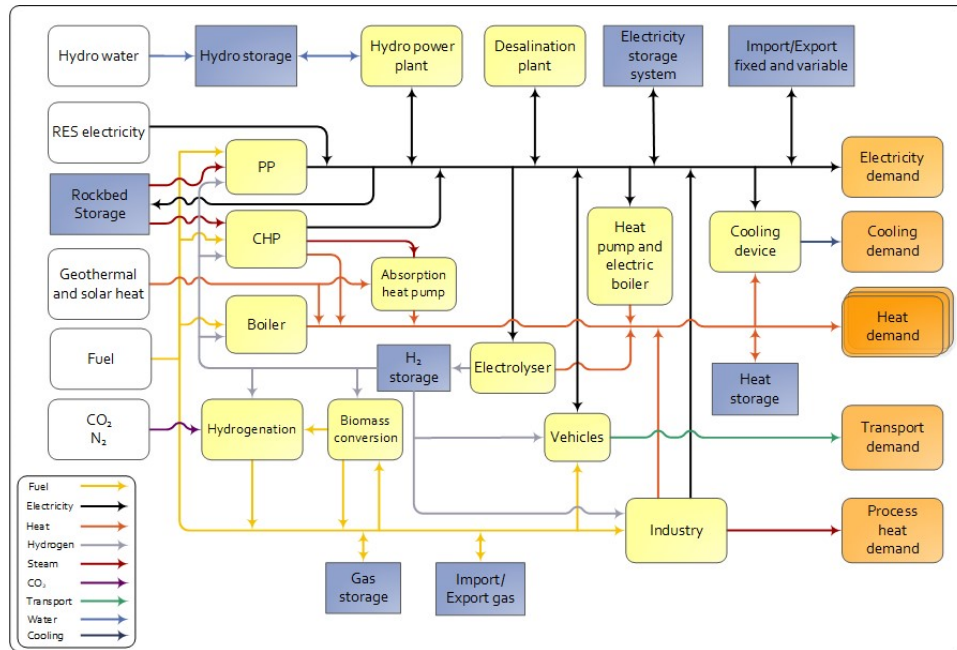 Hydro water
Hydro storage
Hydro power
plant
Desalination
plant
Electricity
storage
system
Import/Export
fixed and variable
RES electricity
PP
Electricity
demand
Rockbed
Storage
CHP
Heat
pump and
electric
boiler
Cooling
device
Cooling
demand
Geothermal
and solar heat
Absorption
heat pump
Boiler
Heat
demand
Fuel
H₂
storage
Electrolyser
Heat
storage
CO₂
N₂
Hydrogenation
Biomass
conversion
Vehicles
Transport
demand
Fuel
Electricity
Heat
Hydrogen
Steam
CO₂
Transport
Water
Cooling
Industry
Process
heat
demand
Gas
storage
Import/
Export gas